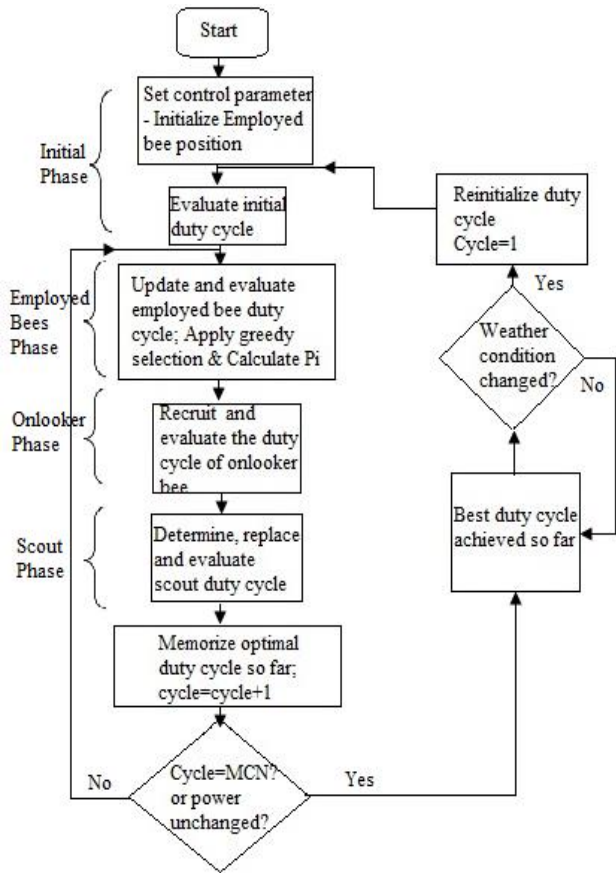 Start
Set control parameter
- Initialize Employed
bee position
Initial
Phase
Evaluate initial
duty cycle
Reinitialize duty
cycle
Cycle=1
Yes
Employed
Bees
Phase
Update and evaluate
employed bee duty
cycle; Apply greedy
selection & Calculate Pi
Weather
condition
changed?
No
Onlooker
Phase
Recruit and
evaluate the duty
cycle of onlooker
bee
Scout
Phase
Determine, replace
and evaluate
scout duty cycle
Best duty cycle
achieved so far
Memorize optimal
duty cycle so far;
cycle=cycle+1
No
Cycle=MCN?
or power
unchanged?
Yes